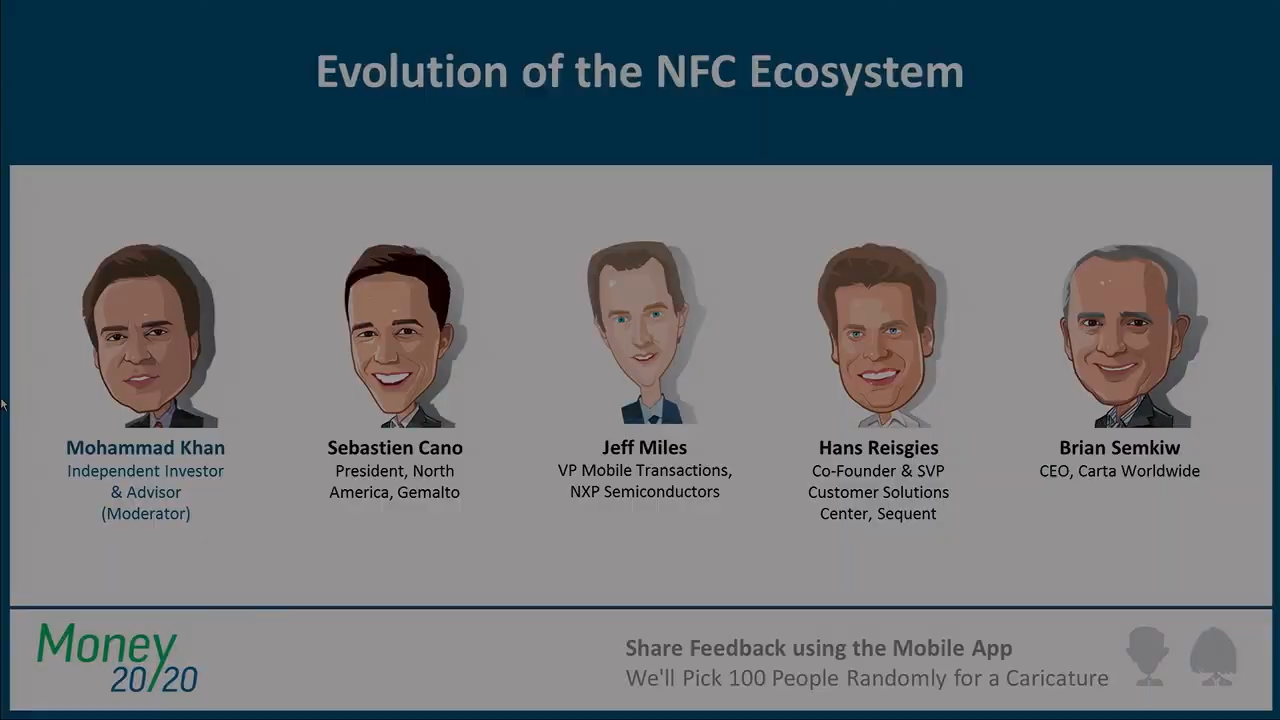 Evolution of the NFC Ecosystem
Mohammad Khan
Independent Investor
& Advisor
(Moderator)
Sebastien Cano
President, North
America, Gemalto
Jeff Miles
VP Mobile Transactions,
NXP Semiconductors
Hans Reisgies
Co-Founder & SVP
Customer Solutions
Center, Sequent
Brian Semkiw
CEO, Carta Worldwide
Money
20/20
Share Feedback using the Mobile App
We'll Pick 100 People Randomly for a Caricature